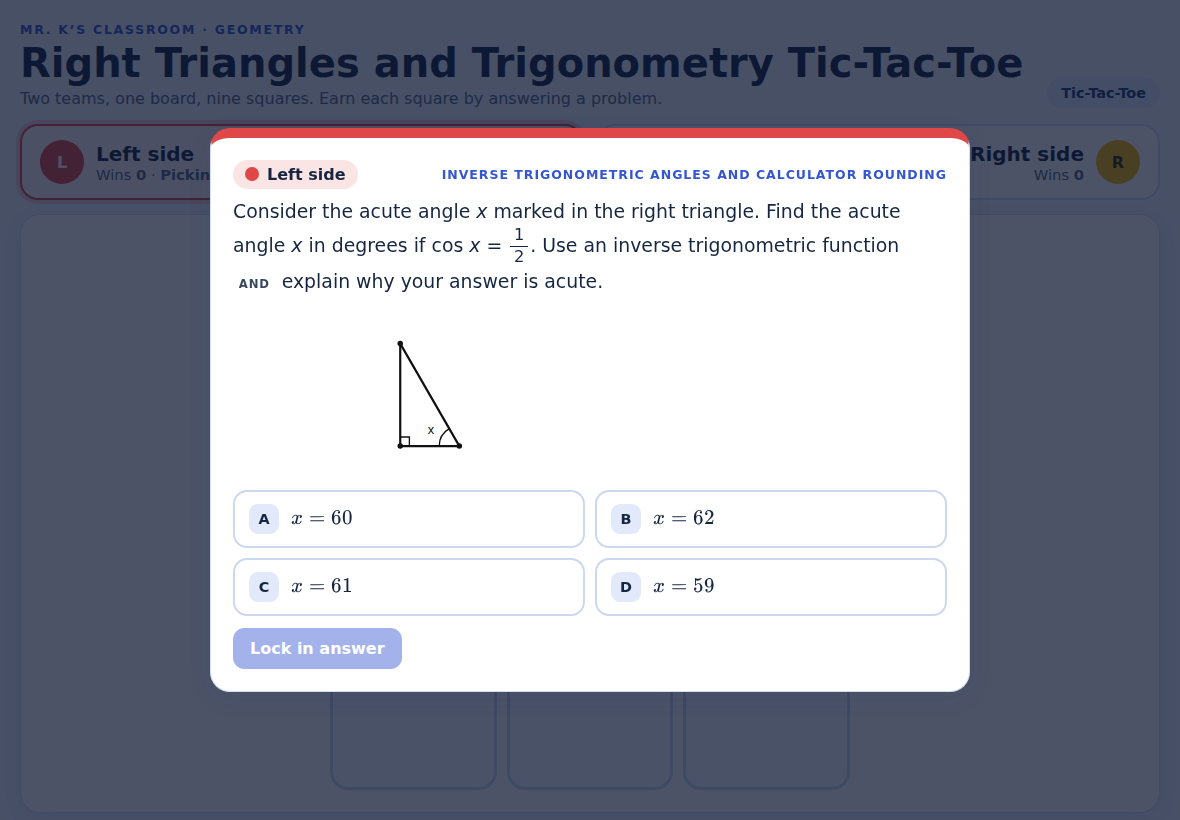 MR. K’S CLASSROOM · GEOMETRY
Right Triangles and Trigonometry Tic-Tac-Toe
Two teams, one board, nine squares. Earn each square by answering a problem.
Tic-Tac-Toe
L
Left side
Wins 0 · Pickin
Right side
Wins 0
R
Left side
INVERSE TRIGONOMETRIC ANGLES AND CALCULATOR ROUNDING
Consider the acute angle x marked in the right triangle. Find the acute
angle x in degrees if cos x = 1/2. Use an inverse trigonometric function
AND explain why your answer is acute.
x
A x = 60
B x = 62
C x = 61
D x = 59
Lock in answer